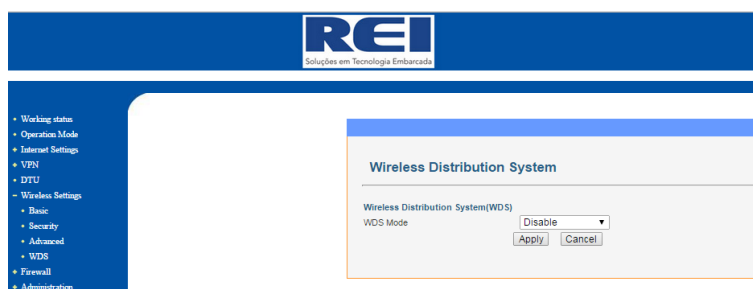 REI
Soluções em Tecnologia Embarcada
Working status
Operation Mode
Internet Settings
VPN
DTU
Wireless Settings
Basic
Security
Advanced
WDS
Firewall
Administration
Wireless Distribution System
Wireless Distribution System(WDS)
WDS Mode Disable
Apply Cancel